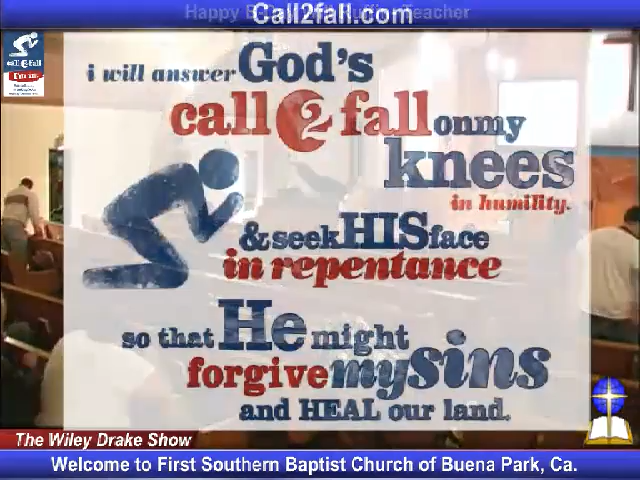 Call2fall.com
i will answer God's
call 2 fall on my
knees
in humility.
& seek HIS face
in repentance
so that He might
forgive my sins
and HEAL our land.
The Wiley Drake Show
Welcome to First Southern Baptist Church of Buena Park, Ca.